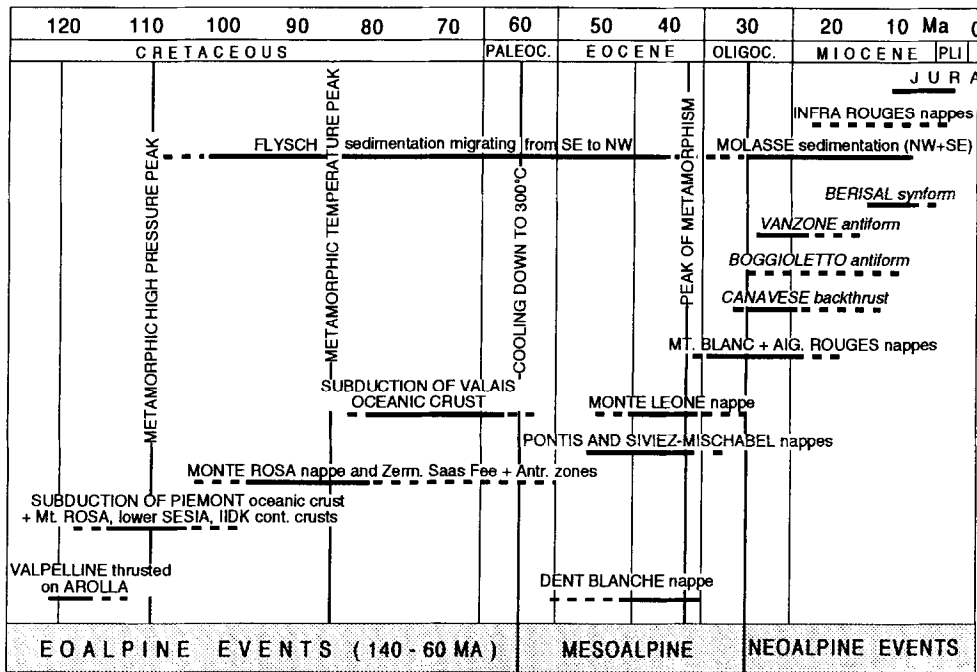 120 110 100 90 80 70 60 50 40 30 20 10 Ma 0
CRETACEOUS PALEOC. EOCENE OLIGOC. MIOCENE PLI
JURA
INFRA ROUGES nappes
FLYSCH sedimentation migrating from SE to NW
MOLASSE sedimentation (NW+SE)
BERISAL synform
VANZONE antiform
BOGGIOLETTO antiform
CANAVESE backthrust
MT. BLANC + AIG. ROUGES nappes
METAMORPHIC HIGH PRESSURE PEAK
METAMORPHIC TEMPERATURE PEAK
COOLING DOWN TO 300°C
PEAK OF METAMORPHISM
SUBDUCTION OF VALAIS
OCEANIC CRUST
MONTE LEONE nappe
PONTIS AND SIVIEZ-MISCHABEL nappes
MONTE ROSA nappe and Zerm. Saas Fee + Antr. zones
SUBDUCTION OF PIEMONT oceanic crust
+ Mt. ROSA, lower SESIA, IIDK cont. crusts
VALPELLINE thrusted
on AROLLA
DENT BLANCHE nappe
EOALPINE EVENTS (140 - 60 MA) MESOALPINE NEOALPINE EVENTS